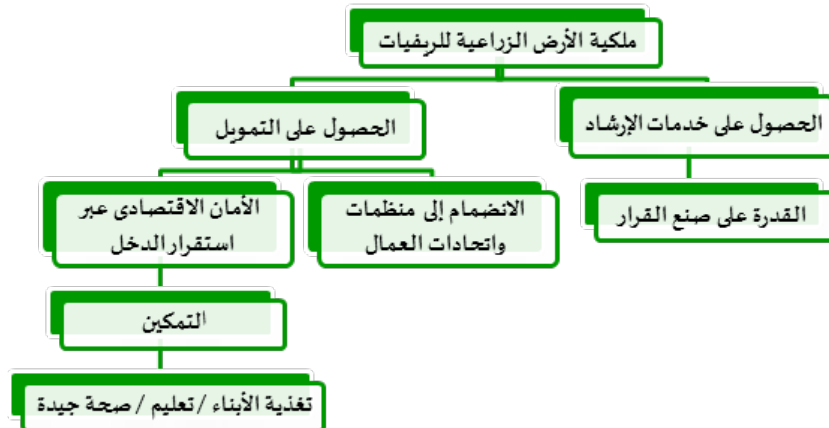 ملكية الأرض الزراعية للريفيات
الحصول على خدمات الإرشاد
الحصول على التمويل
القدرة على صنع القرار
الانضمام إلى منظمات
واتحادات العمال
الأمان الاقتصادى عبر
استقرار الدخل
التمكين
تغذية الأبناء / تعليم / صحة جيدة